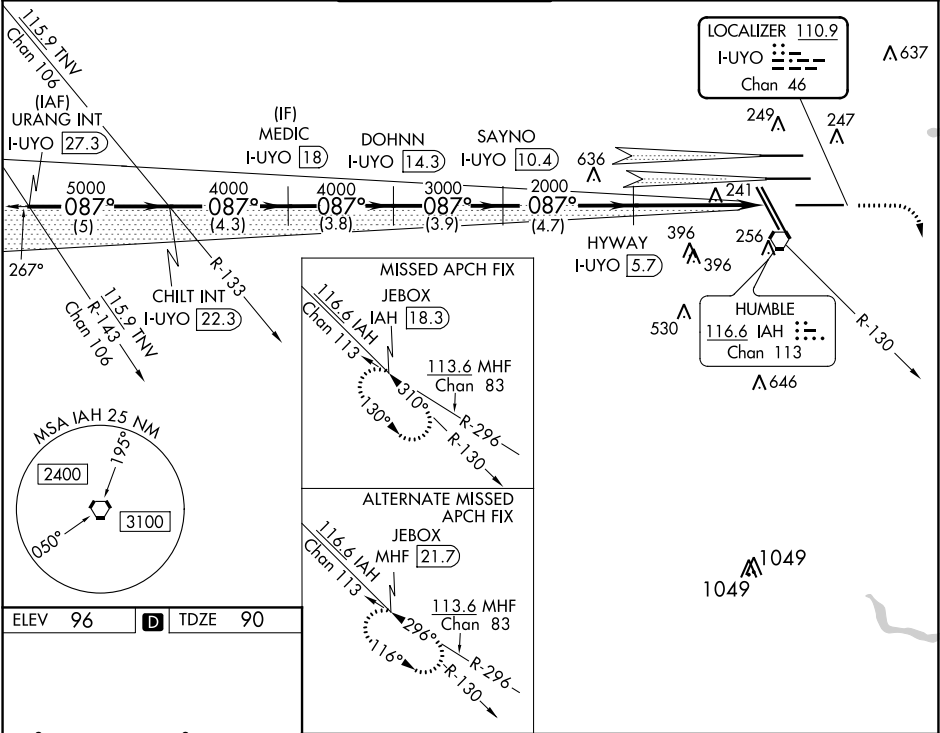 115.9 TNV
Chan 106
(IAF)
URANG INT
I-UYO 27.3
(IF)
MEDIC
I-UYO 18
DOHNN
I-UYO 14.3
SAYNO
I-UYO 10.4
LOCALIZER 110.9
I-UYO
Chan 46
637
249
247
636
241
5000
087°
(5)
4000
087°
(4.3)
4000
087°
(3.8)
3000
087°
(3.9)
2000
087°
(4.7)
HYWAY
I-UYO 5.7
396
396
256
267°
CHILT INT
I-UYO 22.3
R-133
115.9 TNV
R-143
Chan 106
530
HUMBLE
116.6 IAH
Chan 113
R-130
646
MISSED APCH FIX
JEBOX
IAH 18.3
116.6 IAH
Chan 113
113.6 MHF
Chan 83
310°
130°
R-296
R-130
MSA IAH 25 NM
195°
2400
3100
050°
ALTERNATE MISSED
APCH FIX
JEBOX
MHF 21.7
116.6 IAH
Chan 113
113.6 MHF
Chan 83
296°
116°
R-296
R-130
1049
1049
ELEV 96 D TDZE 90